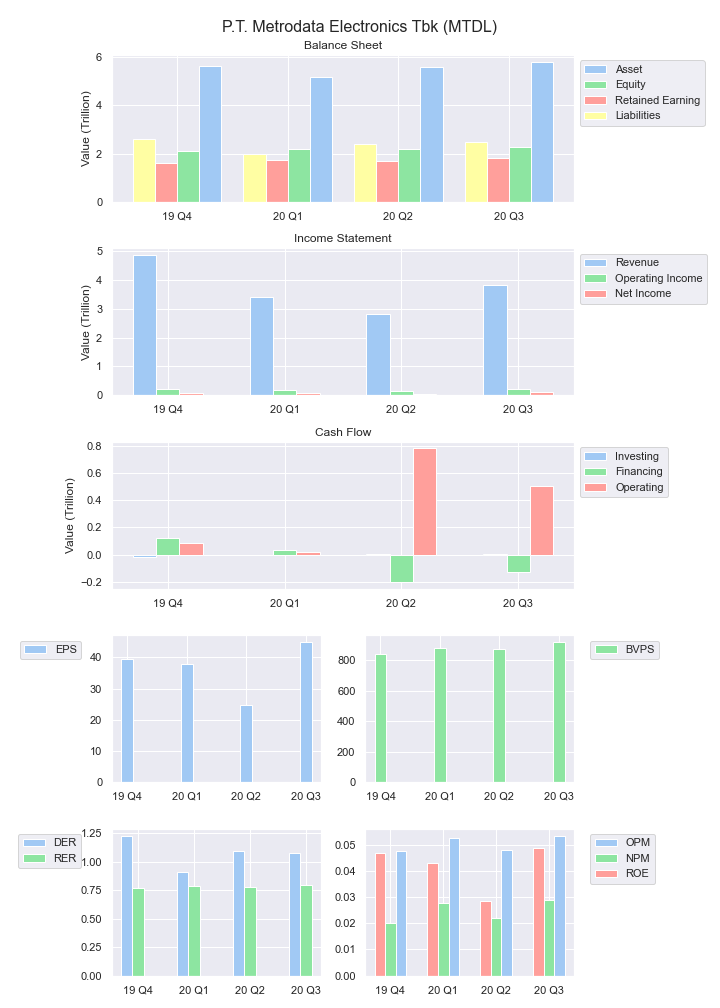 P.T. Metrodata Electronics Tbk (MTDL)
Balance Sheet
Value (Trillion)
6
4
2
0
19 Q4 20 Q1 20 Q2 20 Q3
Asset
Equity
Retained Earning
Liabilities
Income Statement
Value (Trillion)
5
4
3
2
1
0
19 Q4 20 Q1 20 Q2 20 Q3
Revenue
Operating Income
Net Income
Cash Flow
Value (Trillion)
0.8
0.6
0.4
0.2
0.0
−0.2
19 Q4 20 Q1 20 Q2 20 Q3
Investing
Financing
Operating
EPS
40
30
20
10
0
19 Q4 20 Q1 20 Q2 20 Q3
800
600
400
200
0
19 Q4 20 Q1 20 Q2 20 Q3
BVPS
DER
RER
1.25
1.00
0.75
0.50
0.25
0.00
19 Q4 20 Q1 20 Q2 20 Q3
0.05
0.04
0.03
0.02
0.01
0.00
19 Q4 20 Q1 20 Q2 20 Q3
OPM
NPM
ROE